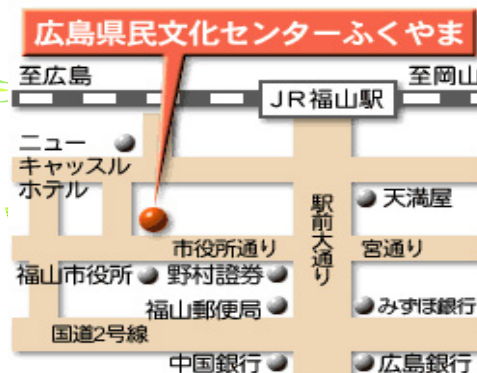 広島県民文化センターふくやま
至広島
至岡山
JR福山駅
ニュー
キャッスル
ホテル
駅前大通り
天満屋
市役所通り
宮通り
福山市役所
野村證券
福山郵便局
みずほ銀行
国道2号線
中国銀行
広島銀行